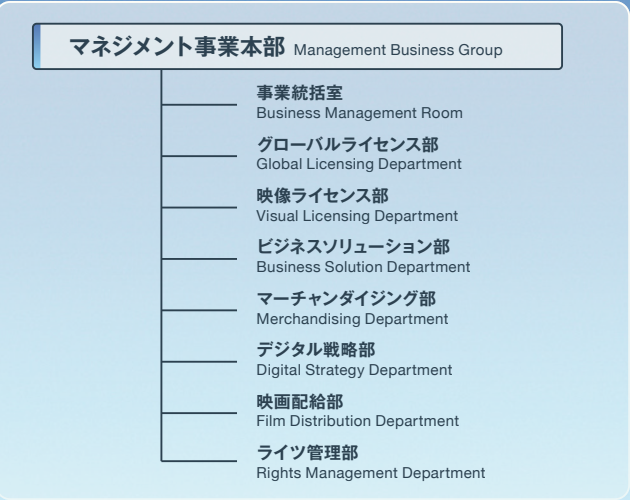 マネジメント事業本部 Management Business Group
事業統括室
Business Management Room
グローバルライセンス部
Global Licensing Department
映像ライセンス部
Visual Licensing Department
ビジネスソリューション部
Business Solution Department
マーチャンダイジング部
Merchandising Department
デジタル戦略部
Digital Strategy Department
映画配給部
Film Distribution Department
ライツ管理部
Rights Management Department